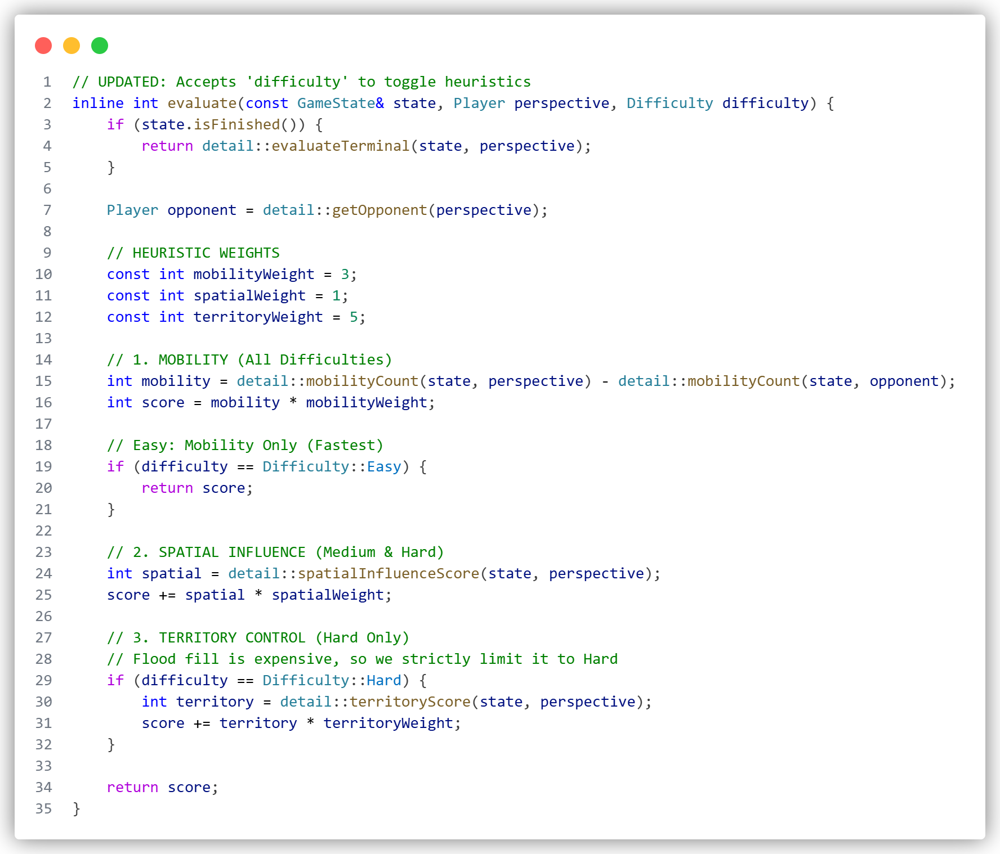 1 // UPDATED: Accepts 'difficulty' to toggle heuristics
2 inline int evaluate(const GameState& state, Player perspective, Difficulty difficulty) {
3     if (state.isFinished()) {
4         return detail::evaluateTerminal(state, perspective);
5     }
6
7     Player opponent = detail::getOpponent(perspective);
8
9     // HEURISTIC WEIGHTS
10     const int mobilityWeight = 3;
11     const int spatialWeight = 1;
12     const int territoryWeight = 5;
13
14     // 1. MOBILITY (All Difficulties)
15     int mobility = detail::mobilityCount(state, perspective) - detail::mobilityCount(state, opponent);
16     int score = mobility * mobilityWeight;
17
18     // Easy: Mobility Only (Fastest)
19     if (difficulty == Difficulty::Easy) {
20         return score;
21     }
22
23     // 2. SPATIAL INFLUENCE (Medium & Hard)
24     int spatial = detail::spatialInfluenceScore(state, perspective);
25     score += spatial * spatialWeight;
26
27     // 3. TERRITORY CONTROL (Hard Only)
28     // Flood fill is expensive, so we strictly limit it to Hard
29     if (difficulty == Difficulty::Hard) {
30         int territory = detail::territoryScore(state, perspective);
31         score += territory * territoryWeight;
32     }
33
34     return score;
35 }